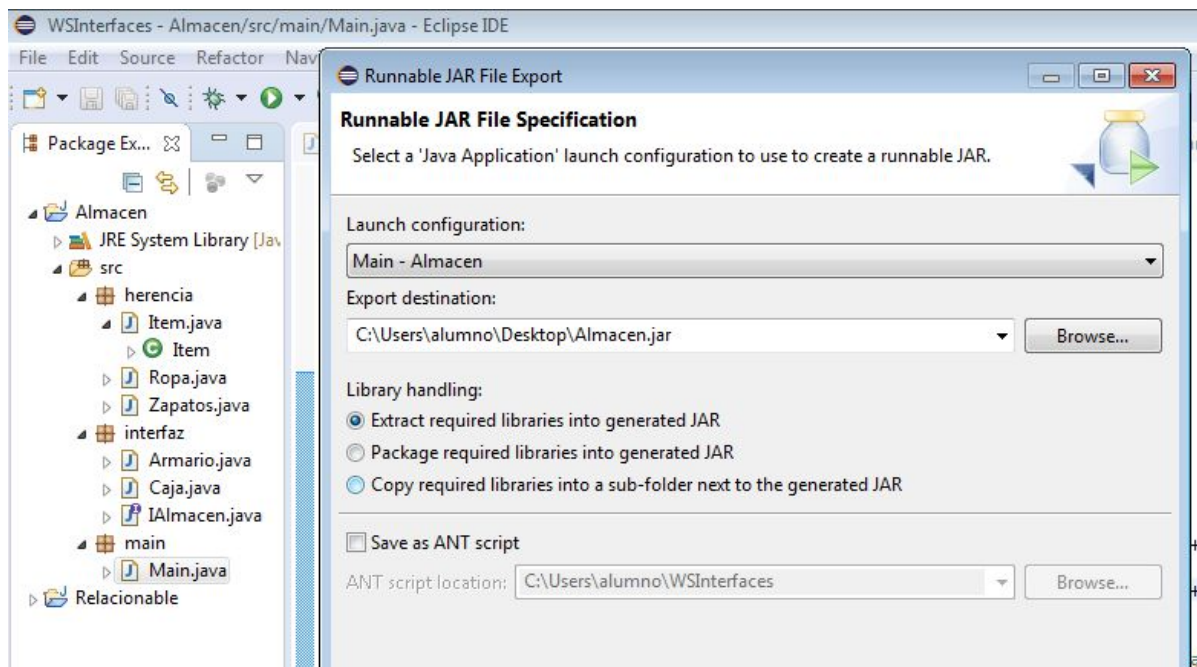 WSInterfaces - Almacen/src/main/Main.java - Eclipse IDE
File Edit Source Refactor Nav
Package Ex...
Almacen
JRE System Library [Jav
src
herencia
Item.java
Item
Ropa.java
Zapatos.java
interfaz
Armario.java
Caja.java
IAlmacen.java
main
Main.java
Relacionable
Runnable JAR File Export
Runnable JAR File Specification
Select a 'Java Application' launch configuration to use to create a runnable JAR.
Launch configuration:
Main - Almacen
Export destination:
C:\Users\alumno\Desktop\Almacen.jar Browse...
Library handling:
Extract required libraries into generated JAR
Package required libraries into generated JAR
Copy required libraries into a sub-folder next to the generated JAR
Save as ANT script
ANT script location: C:\Users\alumno\WSInterfaces Browse...